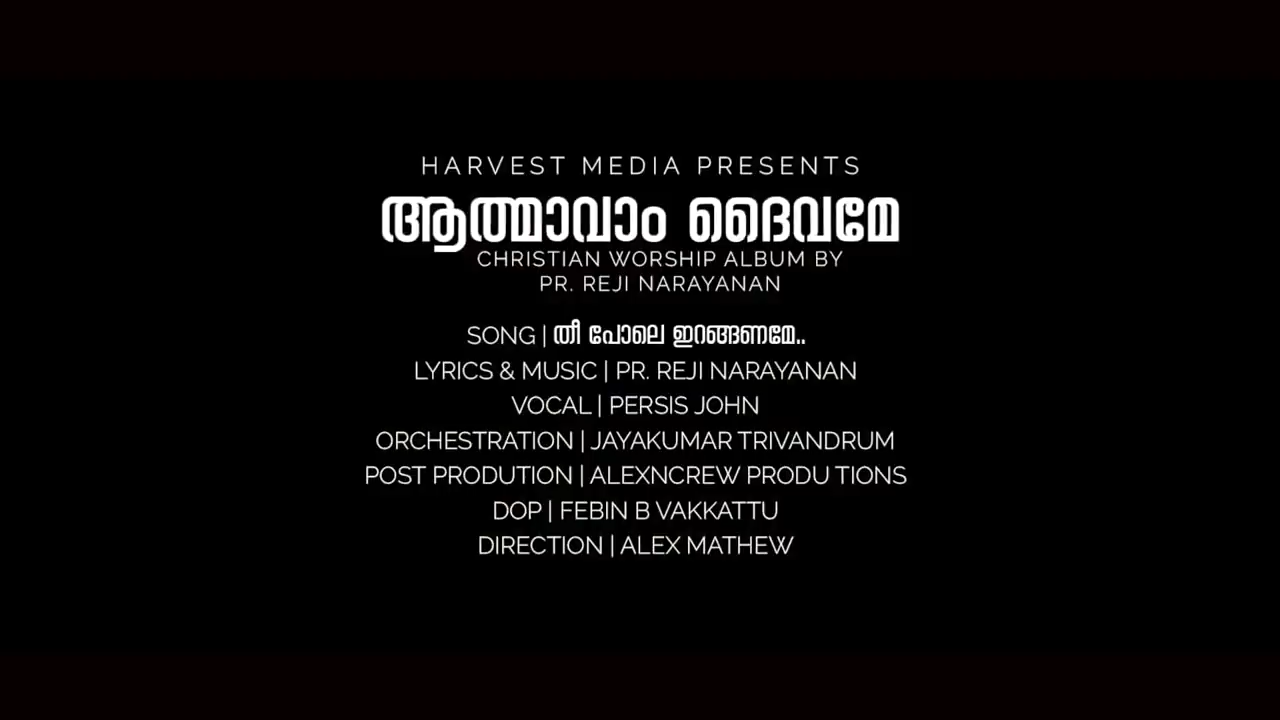 HARVEST MEDIA PRESENTS
ആത്മാവാം ദൈവമേ
CHRISTIAN WORSHIP ALBUM BY
PR. REJI NARAYANAN
SONG | തീ പോലെ ഇറങ്ങണമേ..
LYRICS & MUSIC | PR. REJI NARAYANAN
VOCAL | PERSIS JOHN
ORCHESTRATION | JAYAKUMAR TRIVANDRUM
POST PRODUTION | ALEXNCREW PRODU TIONS
DOP | FEBIN B VAKKATTU
DIRECTION | ALEX MATHEW